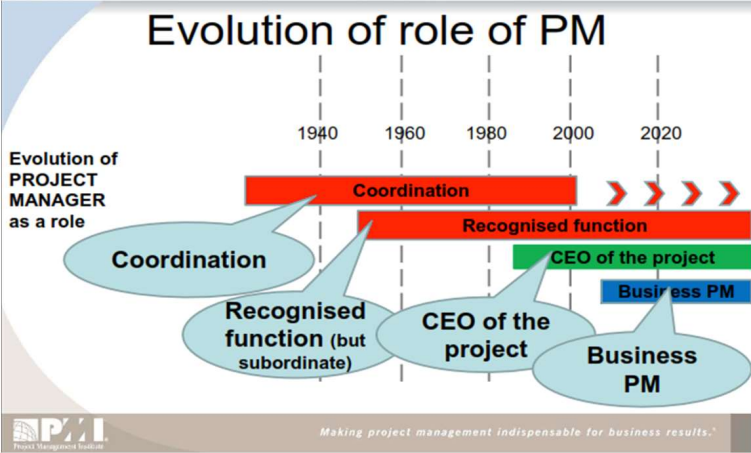 Evolution of role of PM
1940 1960 1980 2000 2020
Evolution of
PROJECT
MANAGER
as a role
Coordination
Recognised function
CEO of the project
Business PM
Coordination
Recognised
function (but
subordinate)
CEO of the
project
Business
PM
PMI
Project Management Institute
Making project management indispensable for business results.